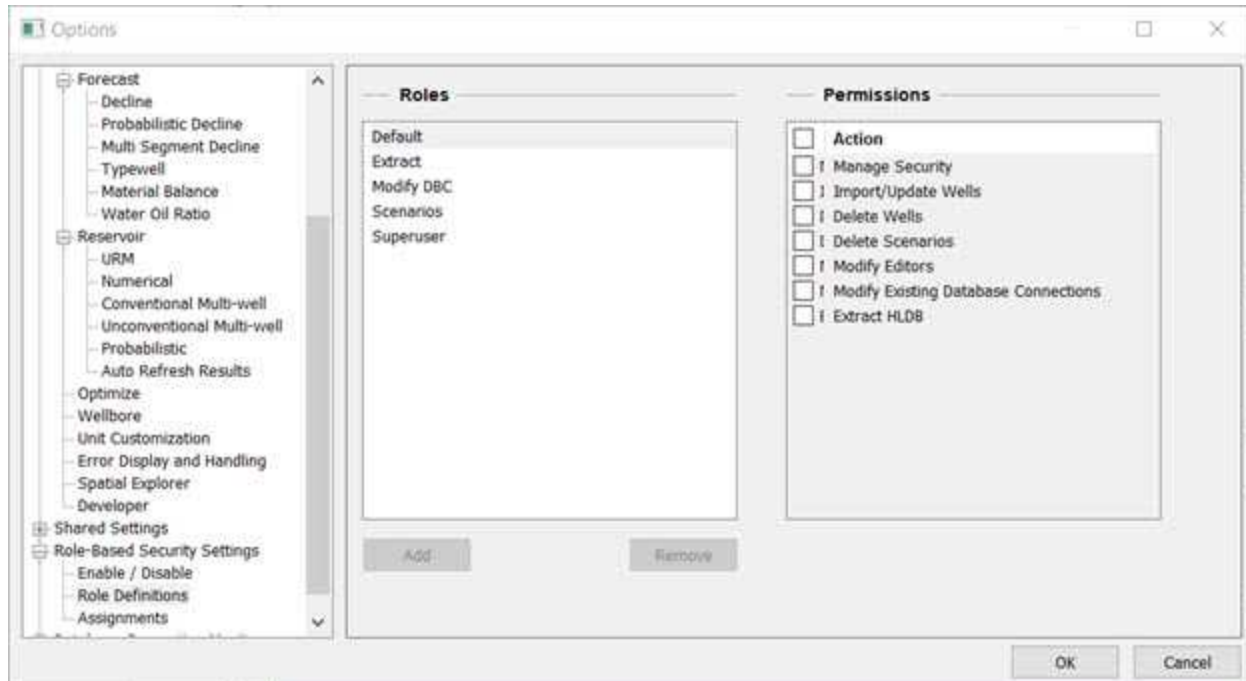 Options
Forecast
Decline
Probabilistic Decline
Multi Segment Decline
Typewell
Material Balance
Water Oil Ratio
Reservoir
URM
Numerical
Conventional Multi-well
Unconventional Multi-well
Probabilistic
Auto Refresh Results
Optimize
Wellbore
Unit Customization
Error Display and Handling
Spatial Explorer
Developer
Shared Settings
Role-Based Security Settings
Enable / Disable
Role Definitions
Assignments
Roles
Default
Extract
Modify DBC
Scenarios
Superuser
Add
Remove
Permissions
Action
Manage Security
Import/Update Wells
Delete Wells
Delete Scenarios
Modify Editors
Modify Existing Database Connections
Extract HLDB
OK
Cancel